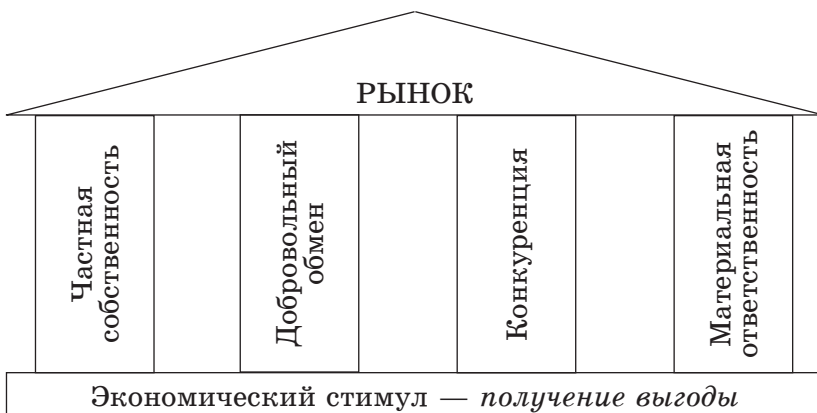 РЫНОК
Частная
собственность
Добровольный
обмен
Конкуренция
Материальная
ответственность
Экономический стимул — получение выгоды